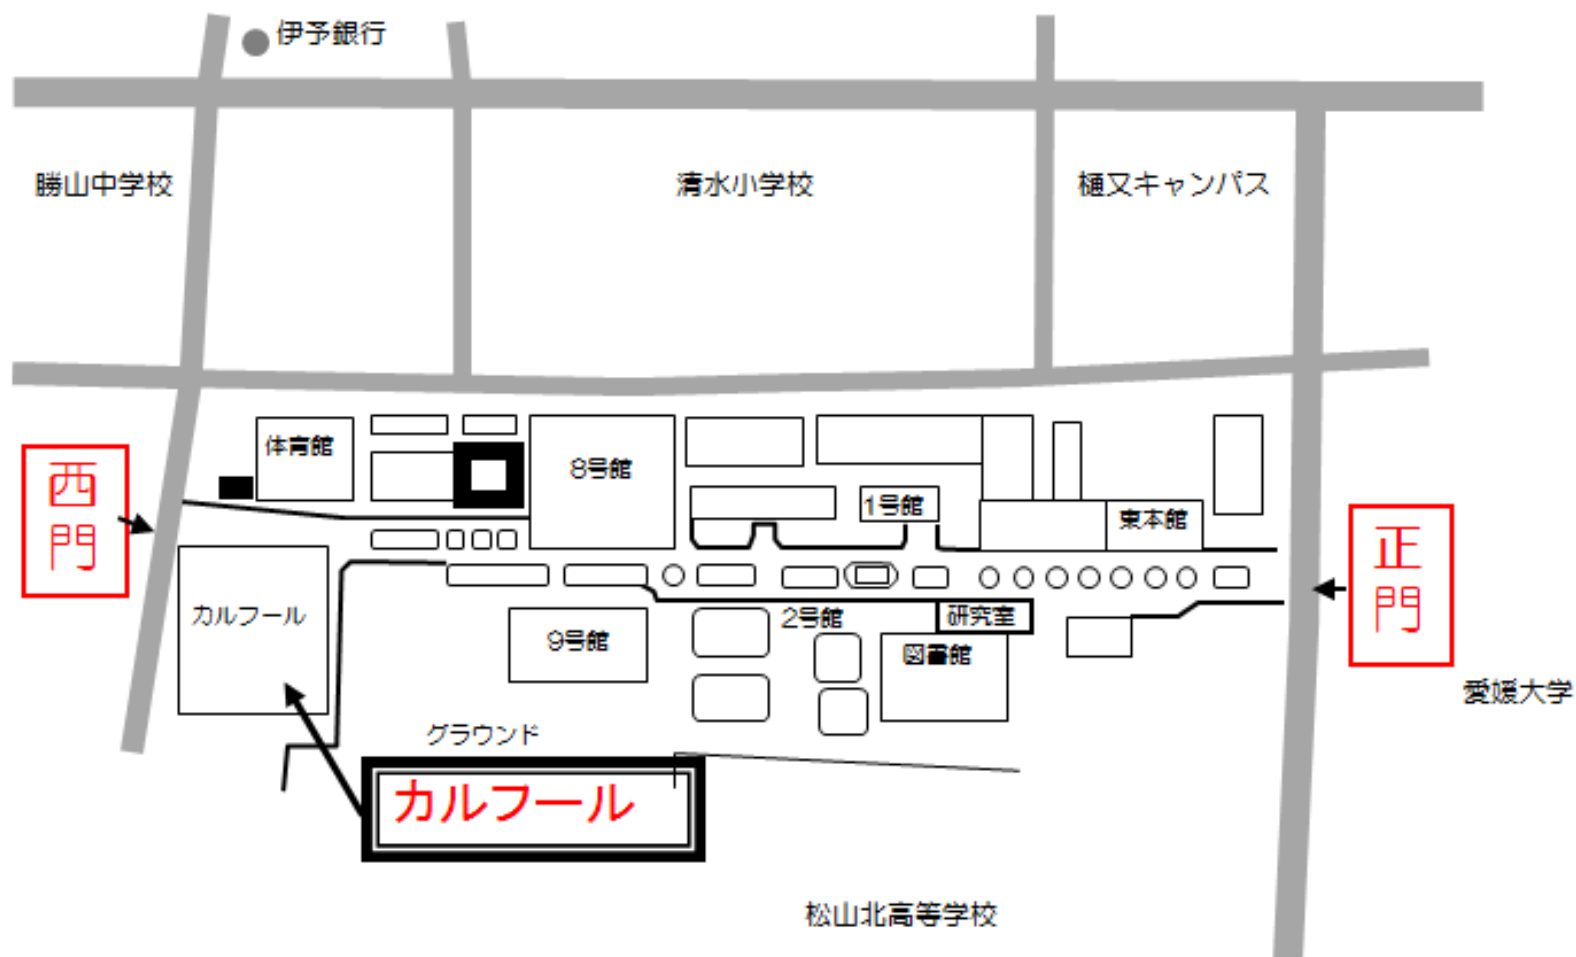 伊予銀行
勝山中学校
清水小学校
樋又キャンパス
体育館
8号館
西門
1号館
東本館
正門
カルフール
9号館
2号館
研究室
図書館
愛媛大学
グラウンド
カルフール
松山北高等学校